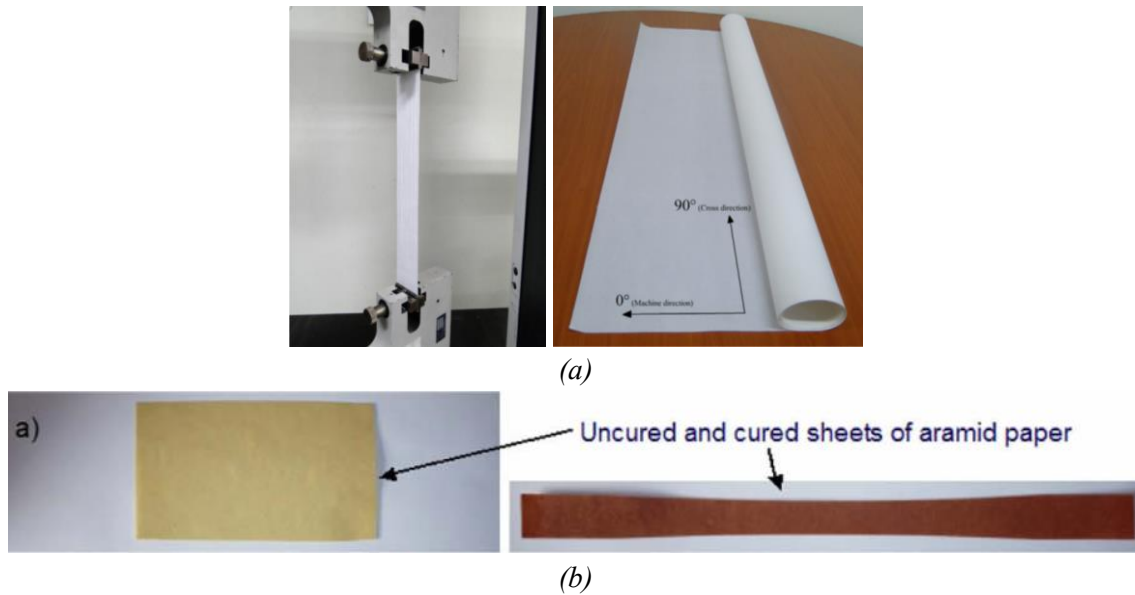 90° (Cross direction)
0° (Machine direction)
(a)
a)
Uncured and cured sheets of aramid paper
(b)